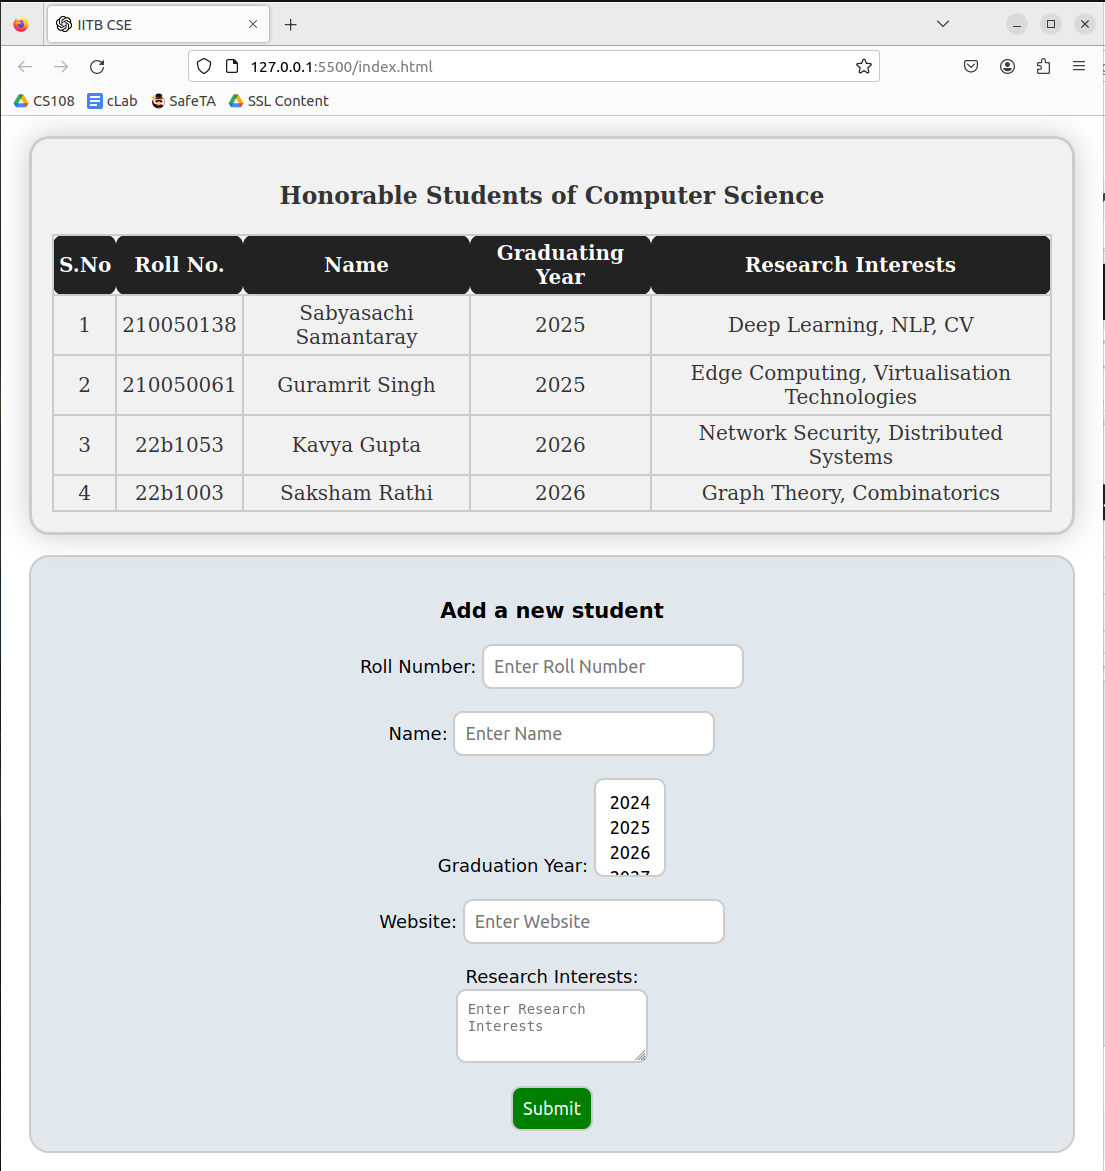 IITB CSE
127.0.0.1:5500/index.html
CS108 cLab SafeTA SSL Content
Honorable Students of Computer Science
S.No Roll No. Name Graduating Year Research Interests
1 210050138 Sabyasachi Samantaray 2025 Deep Learning, NLP, CV
2 210050061 Guramrit Singh 2025 Edge Computing, Virtualisation Technologies
3 22b1053 Kavya Gupta 2026 Network Security, Distributed Systems
4 22b1003 Saksham Rathi 2026 Graph Theory, Combinatorics
Add a new student
Roll Number: Enter Roll Number
Name: Enter Name
2024
2025
2026
2027
Graduation Year:
Website: Enter Website
Research Interests:
Enter Research
Interests
Submit